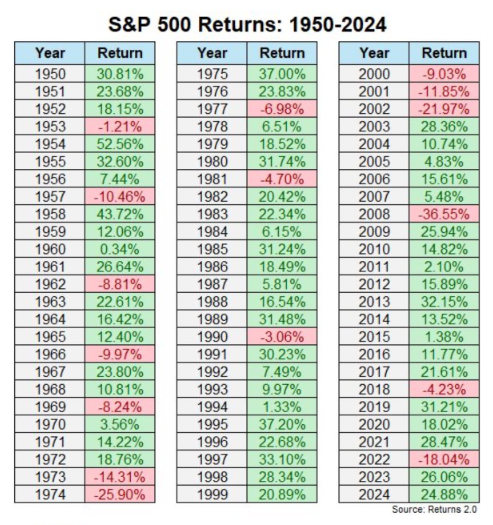 S&P 500 Returns: 1950-2024
Year Return Year Return Year Return
1950 30.81% 1975 37.00% 2000 -9.03%
1951 23.68% 1976 23.83% 2001 -11.85%
1952 18.15% 1977 -6.98% 2002 -21.97%
1953 -1.21% 1978 6.51% 2003 28.36%
1954 52.56% 1979 18.52% 2004 10.74%
1955 32.60% 1980 31.74% 2005 4.83%
1956 7.44% 1981 -4.70% 2006 15.61%
1957 -10.46% 1982 20.42% 2007 5.48%
1958 43.72% 1983 22.34% 2008 -36.55%
1959 12.06% 1984 6.15% 2009 25.94%
1960 0.34% 1985 31.24% 2010 14.82%
1961 26.64% 1986 18.49% 2011 2.10%
1962 -8.81% 1987 5.81% 2012 15.89%
1963 22.61% 1988 16.54% 2013 32.15%
1964 16.42% 1989 31.48% 2014 13.52%
1965 12.40% 1990 -3.06% 2015 1.38%
1966 -9.97% 1991 30.23% 2016 11.77%
1967 23.80% 1992 7.49% 2017 21.61%
1968 10.81% 1993 9.97% 2018 -4.23%
1969 -8.24% 1994 1.33% 2019 31.21%
1970 3.56% 1995 37.20% 2020 18.02%
1971 14.22% 1996 22.68% 2021 28.47%
1972 18.76% 1997 33.10% 2022 -18.04%
1973 -14.31% 1998 28.34% 2023 26.06%
1974 -25.90% 1999 20.89% 2024 24.88%
Source: Returns 2.0